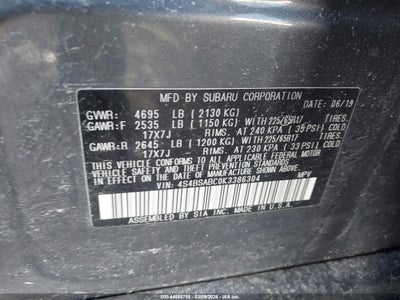 MFD BY SUBARU CORPORATION 06/19
GVWR: 4695 LB ( 2130 KG)
GAWR:F 2535 LB ( 1150 KG) WITH 225/65R17 TIRES.
17X7J RIMS. AT 240 KPA ( 35 PSI) COLD
GAWR:R 2645 LB ( 1200 KG) WITH 225/65R17 TIRES.
17X7J RIMS. AT 230 KPA ( 33 PSI) COLD
THIS VEHICLE CONFORMS TO ALL APPLICABLE FEDERAL MOTOR
VEHICLE SAFETY AND THEFT PREVENTION STANDARDS
IN EFFECT ON THE DATE OF MANUFACTURE SHOWN ABOVE.
VIN: 4S4BSABC0K3386304 MPV
ASSEMBLED BY SIA INC. MADE IN U.S.A.